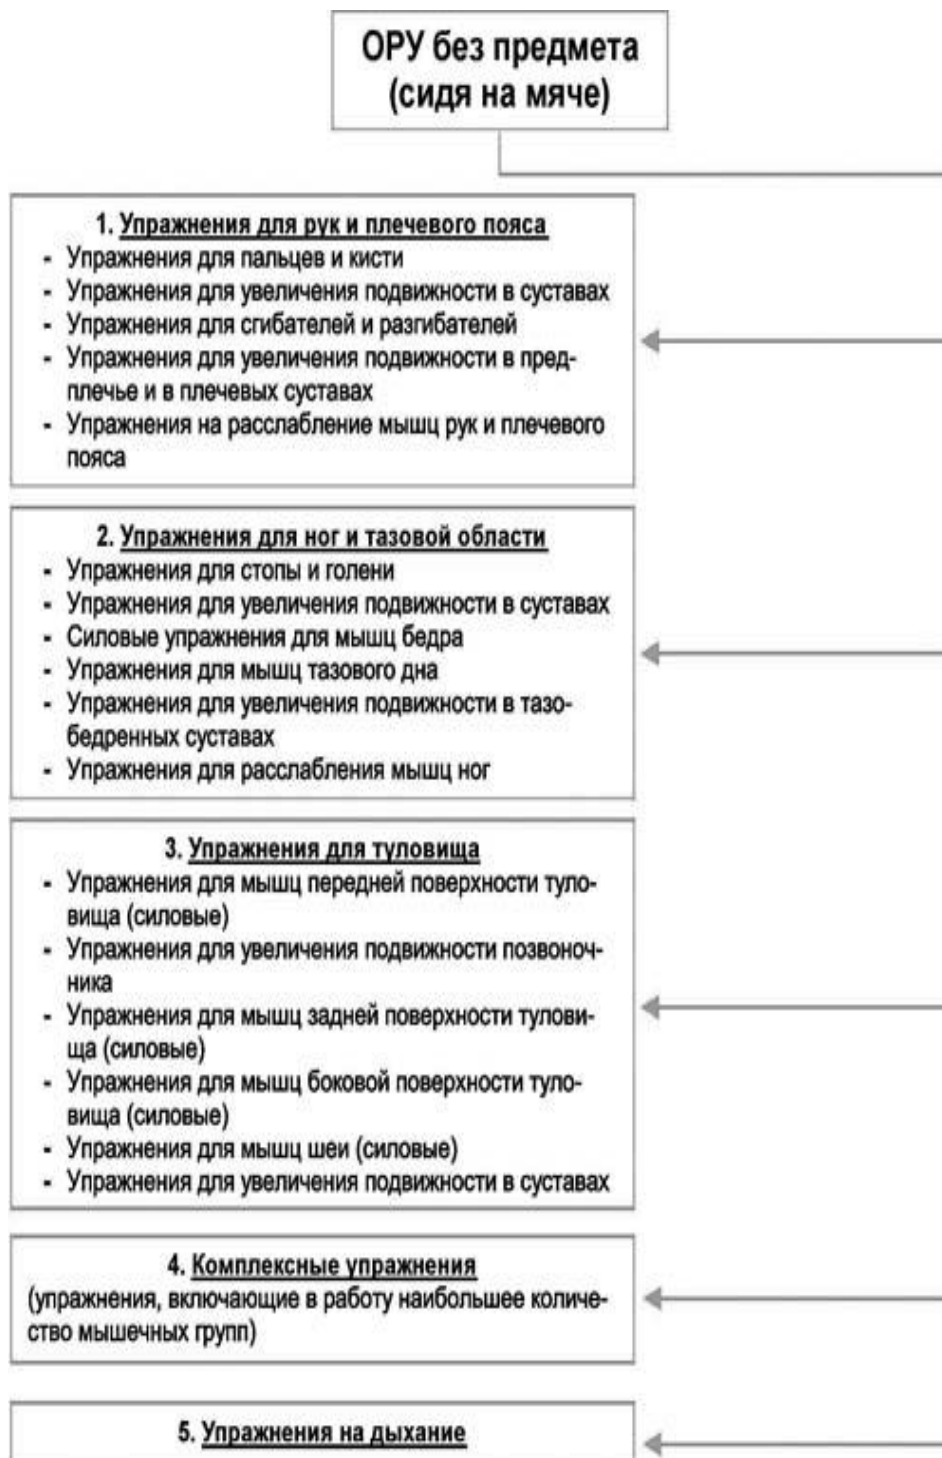 ОРУ без предмета
(сидя на мяче)
1. Упражнения для рук и плечевого пояса
- Упражнения для пальцев и кисти
- Упражнения для увеличения подвижности в суставах
- Упражнения для сгибателей и разгибателей
- Упражнения для увеличения подвижности в пред-
плечье и в плечевых суставах
- Упражнения на расслабление мышц рук и плечевого
пояса
2. Упражнения для ног и тазовой области
- Упражнения для стопы и голени
- Упражнения для увеличения подвижности в суставах
- Силовые упражнения для мышц бедра
- Упражнения для мышц тазового дна
- Упражнения для увеличения подвижности в тазо-
бедренных суставах
- Упражнения для расслабления мышц ног
3. Упражнения для туловища
- Упражнения для мышц передней поверхности туло-
вища (силовые)
- Упражнения для увеличения подвижности позвоноч-
ника
- Упражнения для мышц задней поверхности тулови-
ща (силовые)
- Упражнения для мышц боковой поверхности туло-
вища (силовые)
- Упражнения для мышц шеи (силовые)
- Упражнения для увеличения подвижности в суставах
4. Комплексные упражнения
(упражнения, включающие в работу наибольшее количе-
ство мышечных групп)
5. Упражнения на дыхание